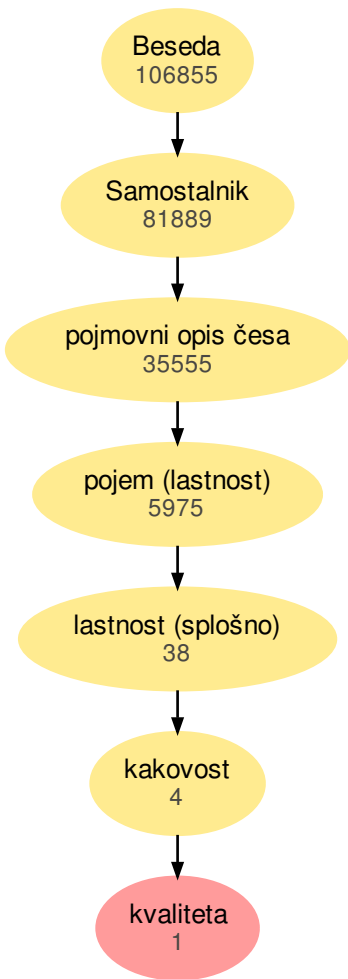 Beseda
106855
Samostalnik
81889
pojmovni opis česa
35555
pojem (lastnost)
5975
lastnost (splošno)
38
kakovost
4
kvaliteta
1